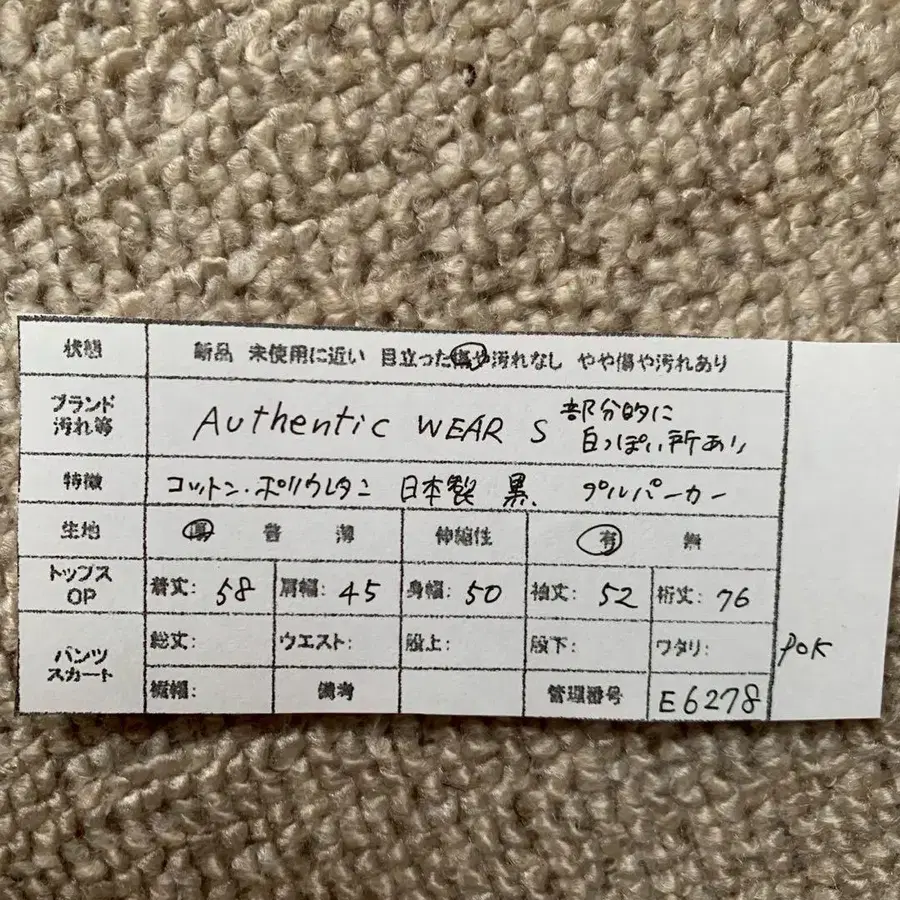 状態 新品 未使用に近い 目立った傷や汚れなし やや傷や汚れあり
ブランド 汚れ等 Authentic WEAR S 部分的に
白っぽい所あり
特徴 コットン・ポリウレタン 日本製 黒、 プルパーカー
生地 厚 普 薄 伸縮性 有 無
トップス OP 着丈: 58 肩幅: 45 身幅: 50 袖丈: 52 裄丈: 76
パンツ スカート 総丈: ウエスト: 股上: 股下: ワタリ: POK
裾幅: 備考 管理番号 E6278